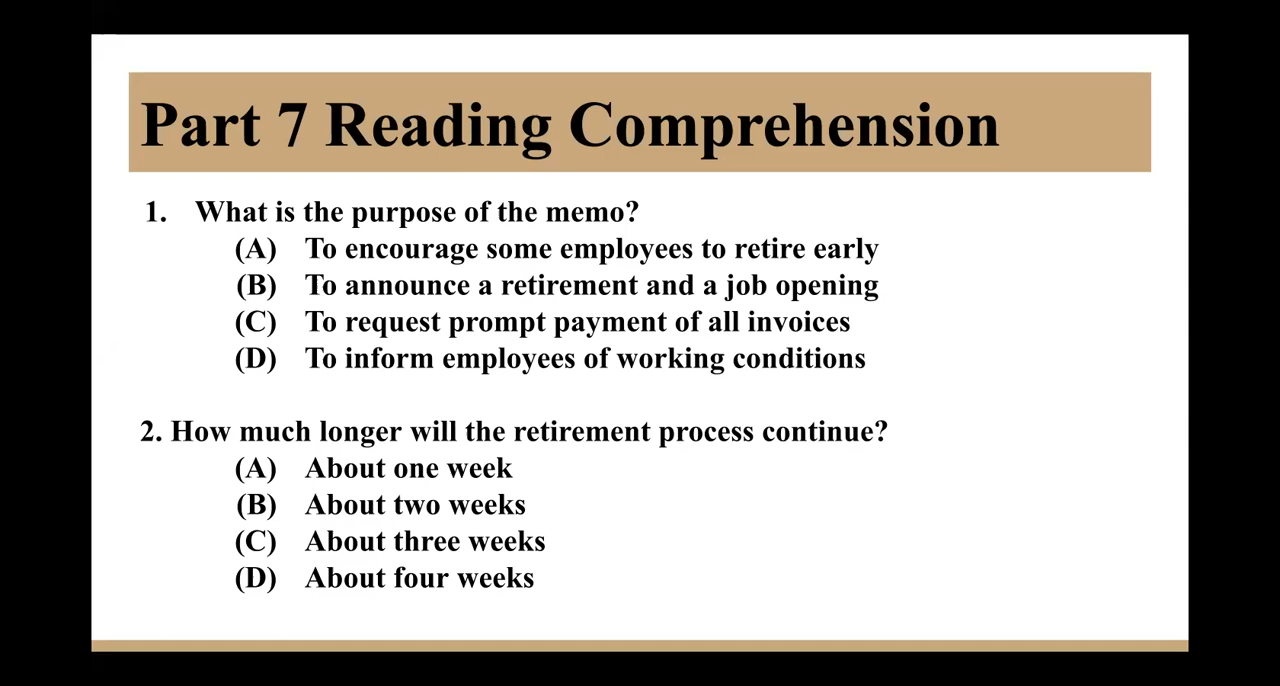 Part 7 Reading Comprehension
1. What is the purpose of the memo?
(A) To encourage some employees to retire early
(B) To announce a retirement and a job opening
(C) To request prompt payment of all invoices
(D) To inform employees of working conditions
2. How much longer will the retirement process continue?
(A) About one week
(B) About two weeks
(C) About three weeks
(D) About four weeks